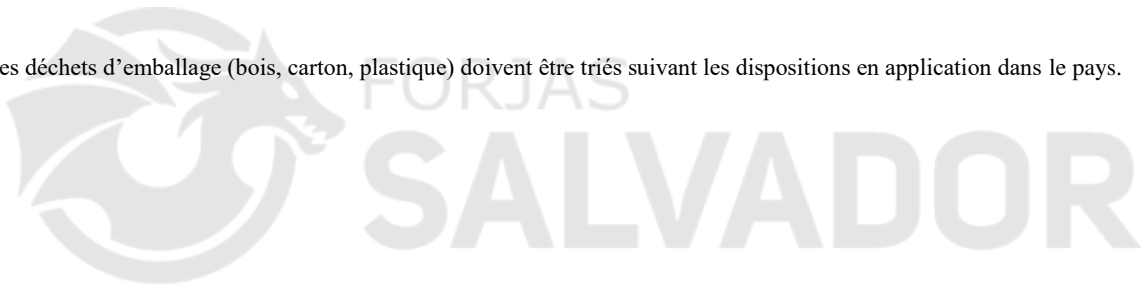 es déchets d’emballage (bois, carton, plastique) doivent être triés suivant les dispositions en application dans le pays.
FORJAS
SALVADOR